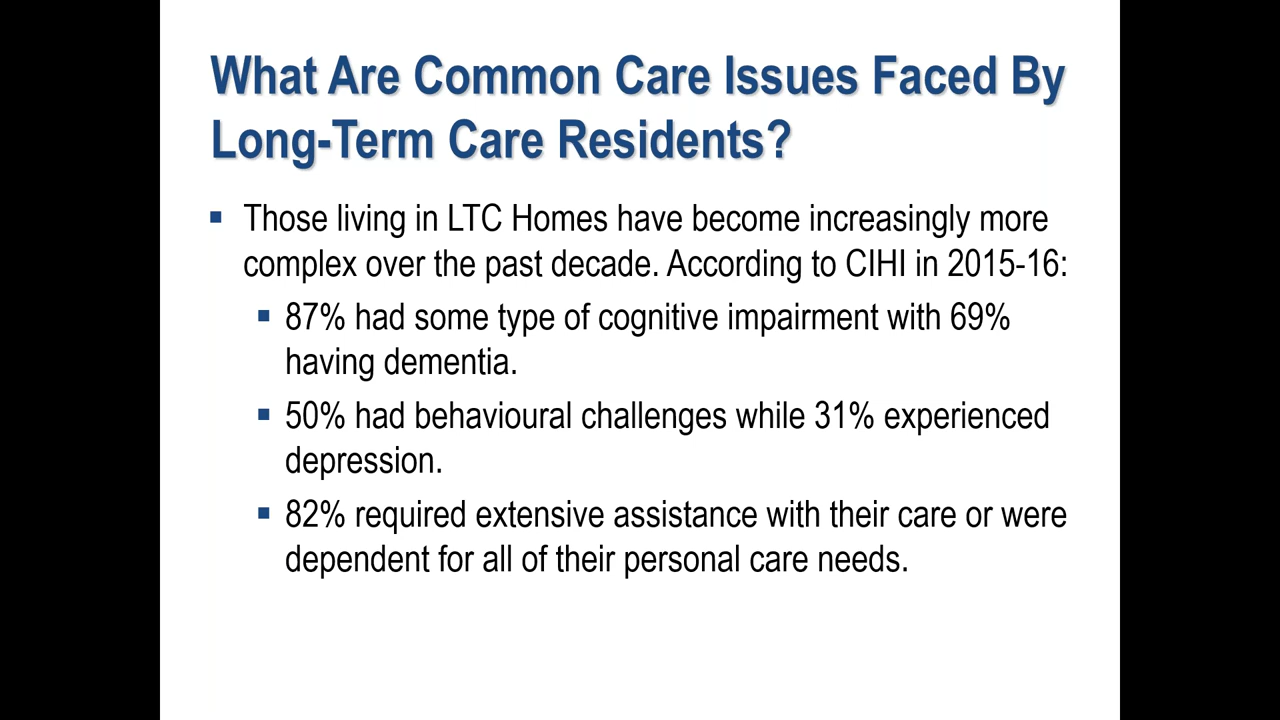 What Are Common Care Issues Faced By
Long-Term Care Residents?
▪ Those living in LTC Homes have become increasingly more
complex over the past decade. According to CIHI in 2015-16:
▪ 87% had some type of cognitive impairment with 69%
having dementia.
▪ 50% had behavioural challenges while 31% experienced
depression.
▪ 82% required extensive assistance with their care or were
dependent for all of their personal care needs.